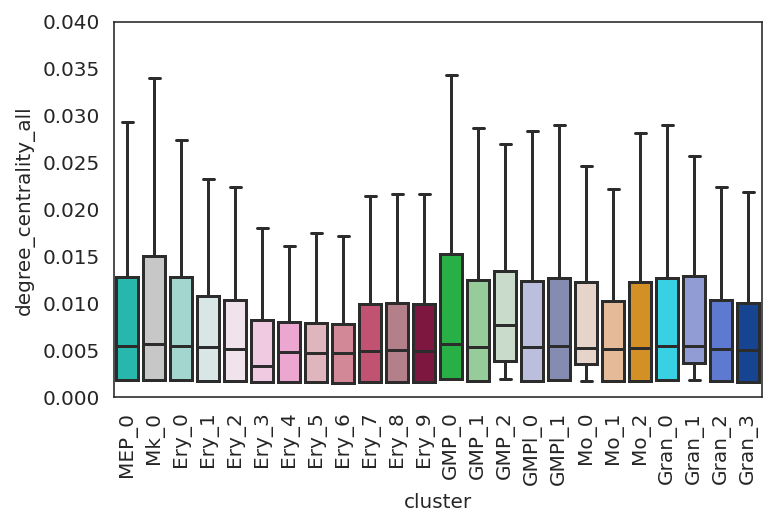 0.040
0.035
0.030
0.025
0.020
0.015
0.010
0.005
0.000
degree_centrality_all
MEP_0
Mk_0
Ery_0
Ery_1
Ery_2
Ery_3
Ery_4
Ery_5
Ery_6
Ery_7
Ery_8
Ery_9
GMP_0
GMP_1
GMP_2
GMPl_0
GMPl_1
Mo_0
Mo_1
Mo_2
Gran_0
Gran_1
Gran_2
Gran_3
cluster